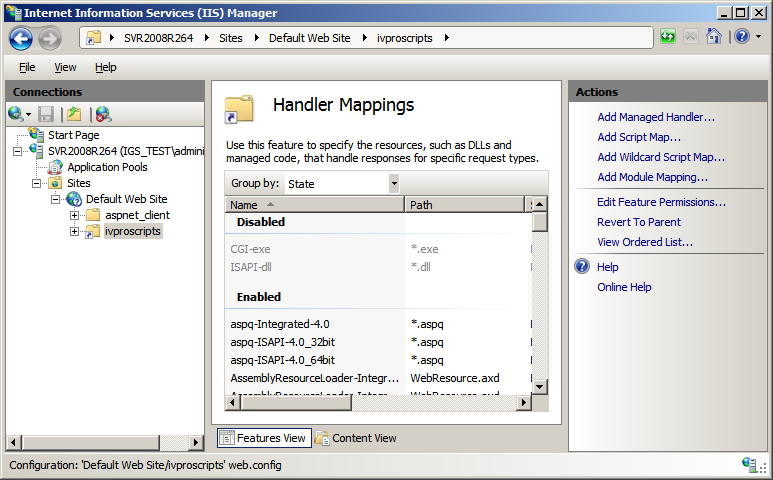 Internet Information Services (IIS) Manager
SVR2008R264 Sites Default Web Site ivproscripts
File View Help
Connections
Start Page
SVR2008R264 (IGS_TEST\admini
Application Pools
Sites
Default Web Site
aspnet_client
ivproscripts
Handler Mappings
Use this feature to specify the resources, such as DLLs and
managed code, that handle responses for specific request types.
Group by: State
Name Path
Disabled
CGI-exe *.exe
ISAPI-dll *.dll
Enabled
aspq-Integrated-4.0 *.aspq
aspq-ISAPI-4.0_32bit *.aspq
aspq-ISAPI-4.0_64bit *.aspq
AssemblyResourceLoader-Integr... WebResource.axd
Features View Content View
Actions
Add Managed Handler...
Add Script Map...
Add Wildcard Script Map...
Add Module Mapping...
Edit Feature Permissions...
Revert To Parent
View Ordered List...
Help
Online Help
Configuration: 'Default Web Site/ivproscripts' web.config